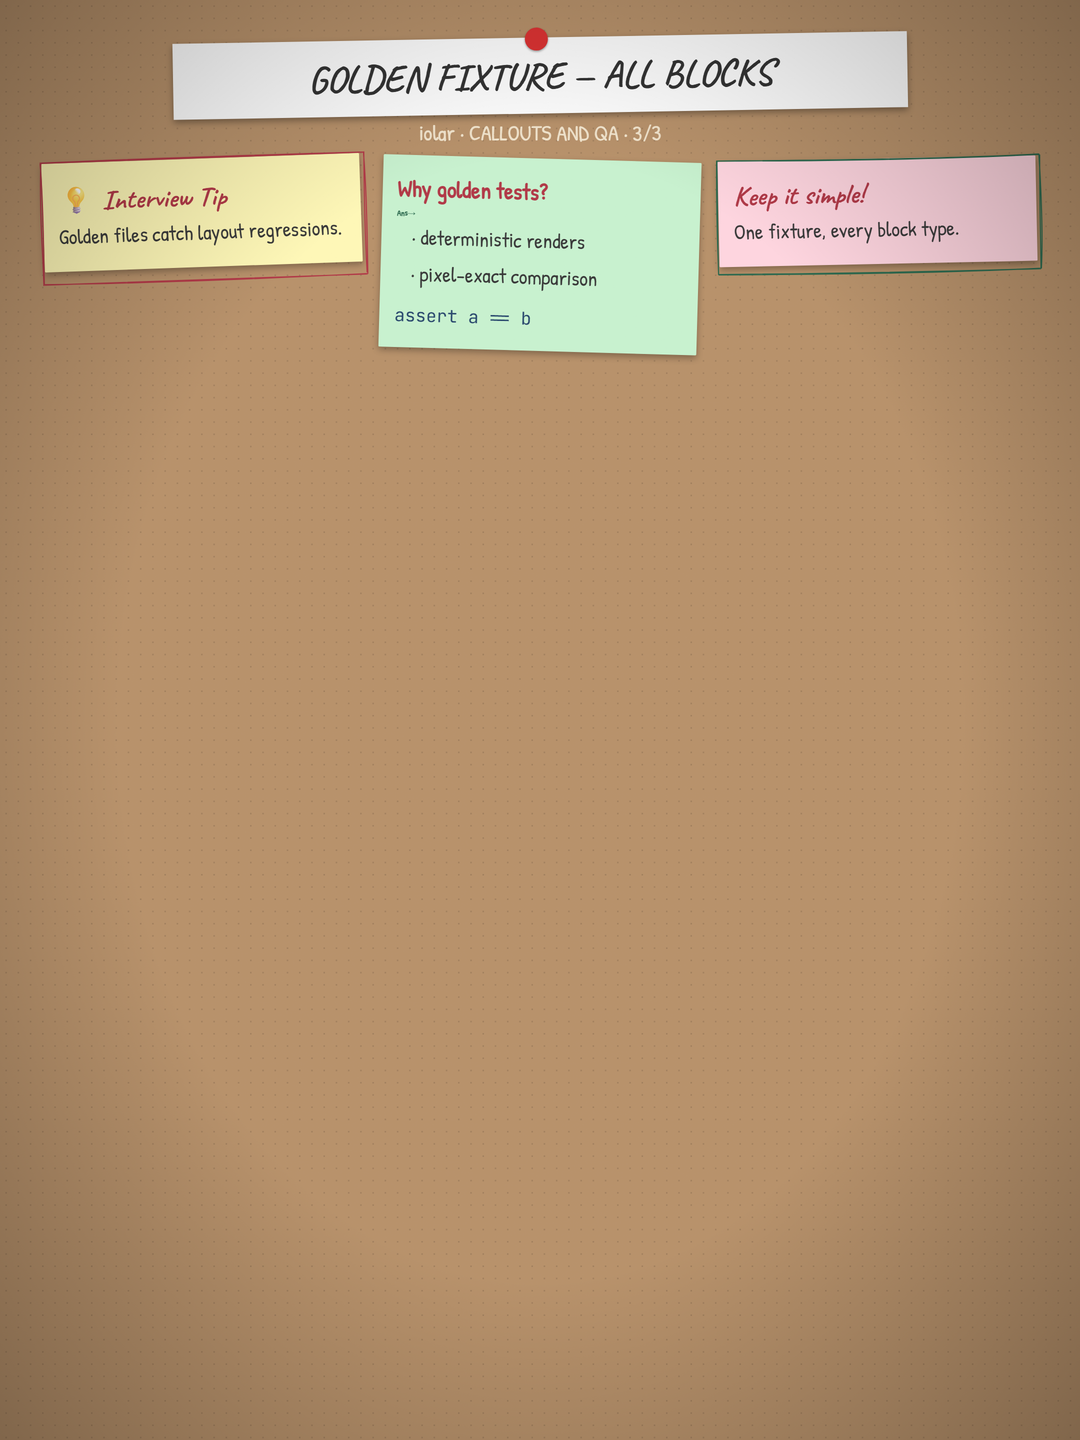 GOLDEN FIXTURE – ALL BLOCKS
iolar · CALLOUTS AND QA · 3/3
Interview Tip
Golden files catch layout regressions.
Why golden tests?
Ans→
· deterministic renders
· pixel-exact comparison
assert a == b
Keep it simple!
One fixture, every block type.